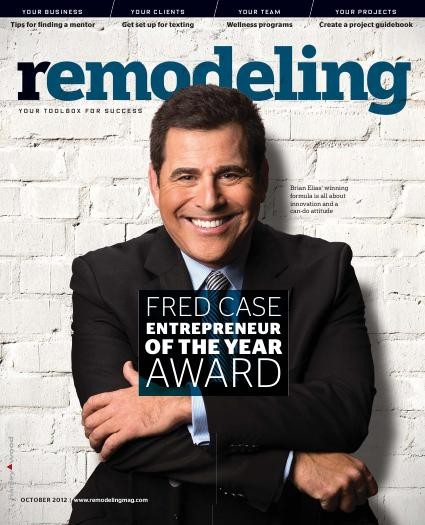 YOUR BUSINESS
YOUR CLIENTS
YOUR TEAM
YOUR PROJECTS
Tips for finding a mentor
Get set up for texting
Wellness programs
Create a project guidebook
remodeling
YOUR TOOLBOX FOR SUCCESS
Brian Elias' winning
formula is all about
innovation and a
can-do attitude
FRED CASE
ENTREPRENEUR
OF THE YEAR
AWARD
OCTOBER 2012 / www.remodelingmag.com